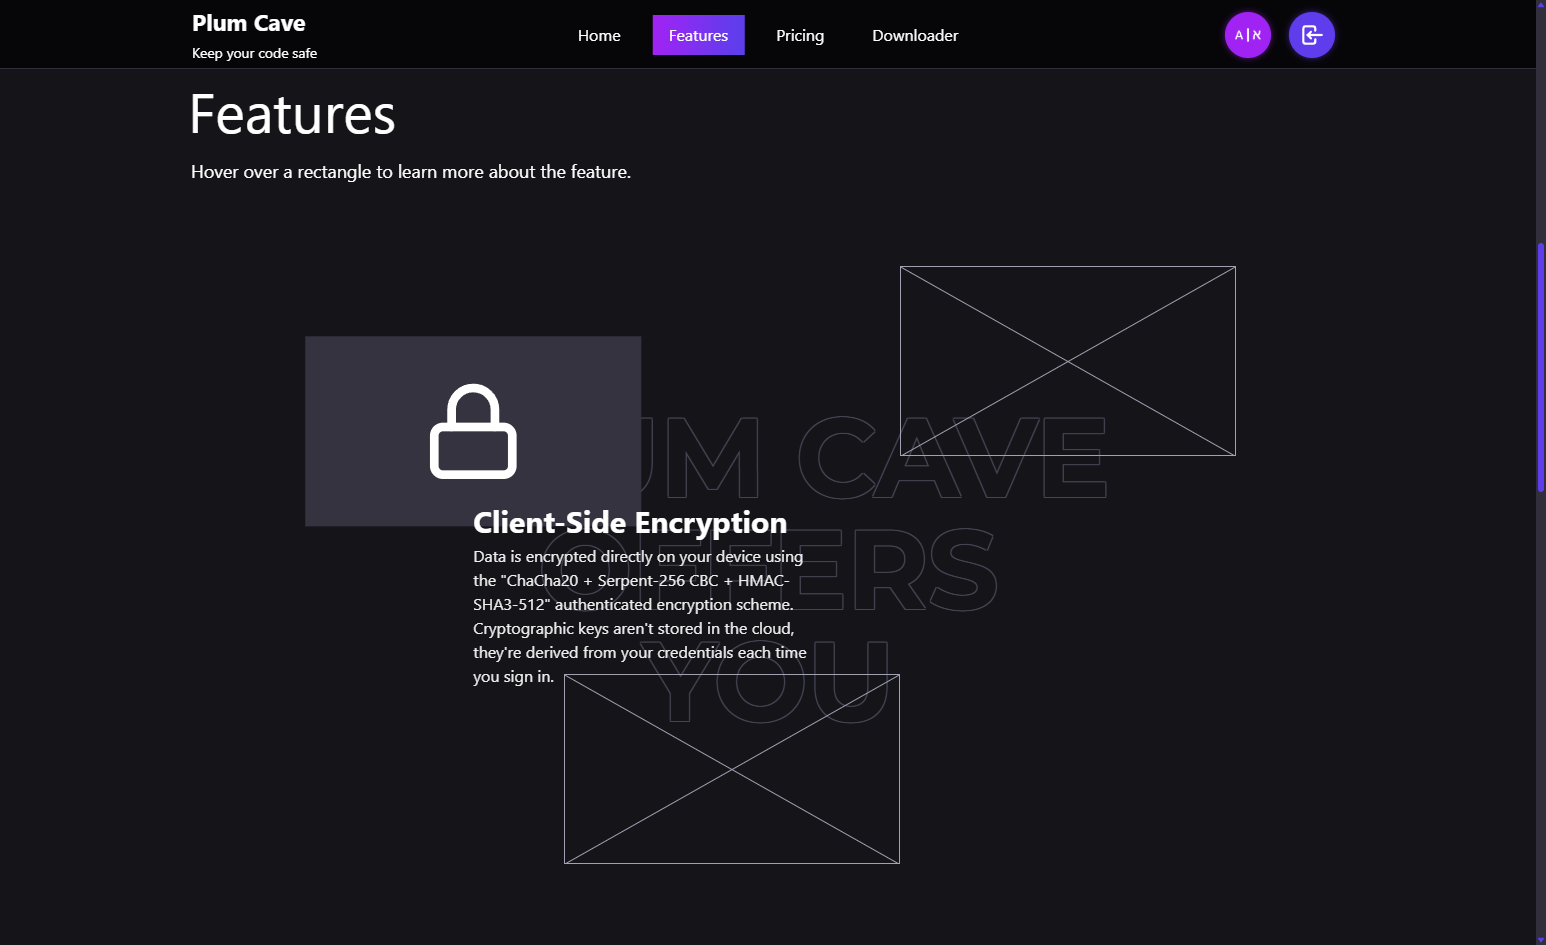 Plum Cave
Keep your code safe
Home
Features
Pricing
Downloader
A|א
Features
Hover over a rectangle to learn more about the feature.
UM CAVE
OFFERS
YOU
Client-Side Encryption
Data is encrypted directly on your device using
the "ChaCha20 + Serpent-256 CBC + HMAC-
SHA3-512" authenticated encryption scheme.
Cryptographic keys aren't stored in the cloud,
they're derived from your credentials each time
you sign in.